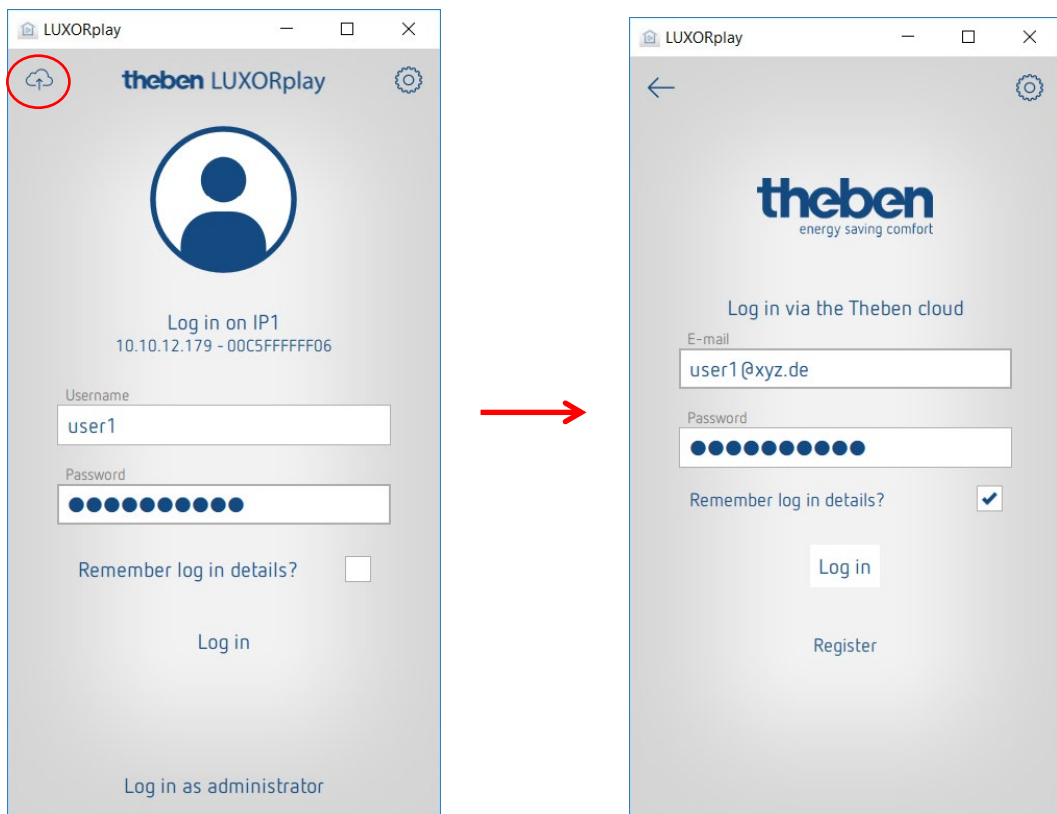 LUXORplay
theben LUXORplay
Log in on IP1
10.10.12.179 - 00C5FFFFFF06
Username
user1
Password
Remember log in details?
Log in
Log in as administrator
LUXORplay
theben
energy saving comfort
Log in via the Theben cloud
E-mail
user1@xyz.de
Password
Remember log in details?
Log in
Register